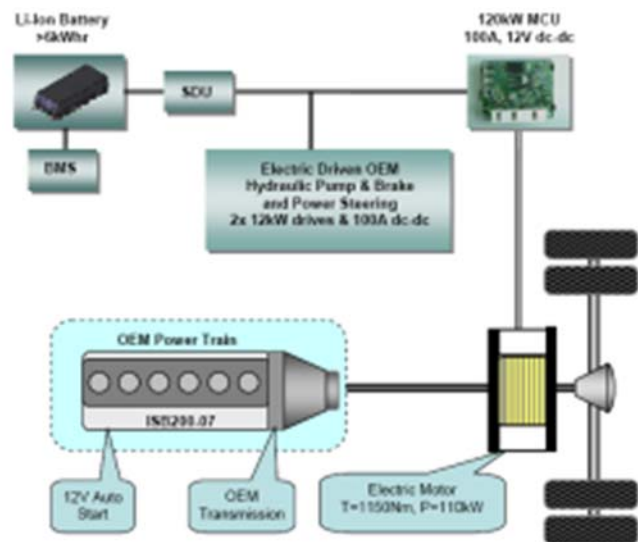 Li-Ion Battery
>6kWhr
120kW MCU
100A, 12V dc-dc
SDU
BMS
Electric Driven OEM
Hydraulic Pump & Brake
and Power Steering
2x 12kW drives & 100A dc-dc
OEM Power Train
ISB200.07
12V Auto
Start
OEM
Transmission
Electric Motor
T=1150Nm, P=110kW